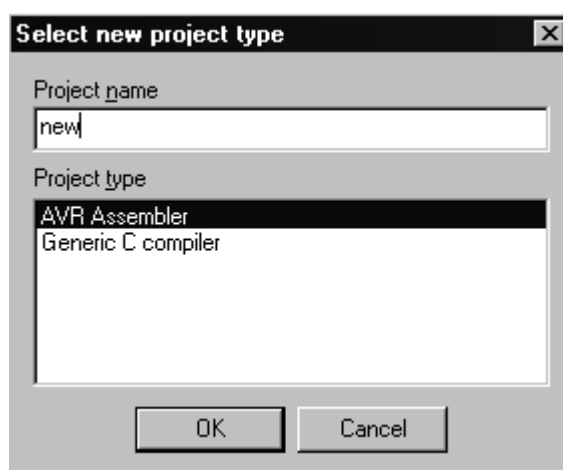 Select new project type
Project name
new
Project type
AVR Assembler
Generic C compiler
OK
Cancel